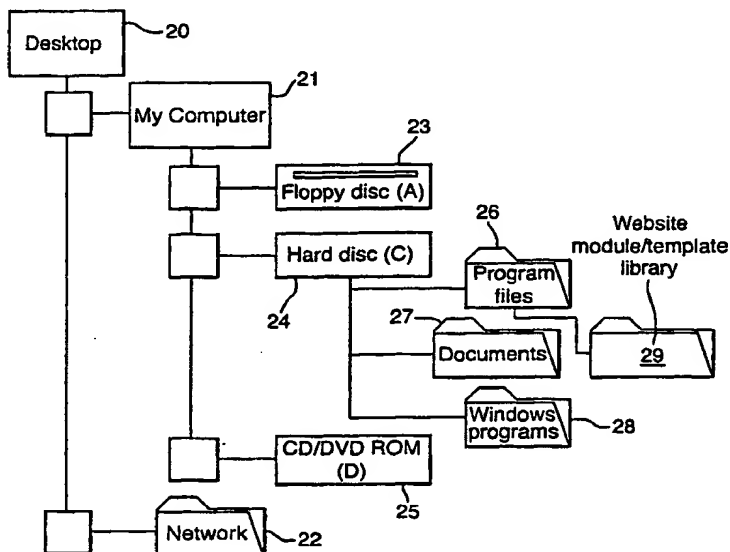 20
Desktop
21
My Computer
23
Floppy disc (A)
26
Website
module/template
library
Hard disc (C)
24
Program
files
27
Documents
29
Windows
programs
28
CD/DVD ROM
(D)
25
Network
22